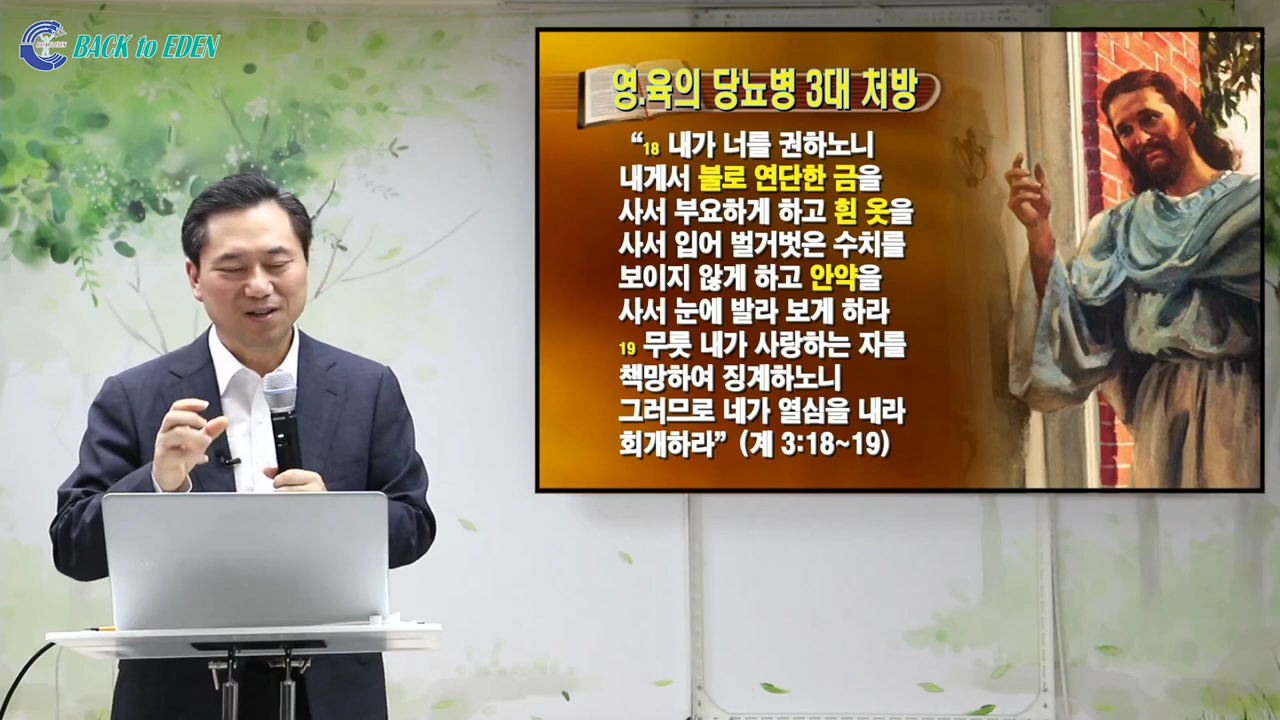 BACK to EDEN
영.육의 당뇨병 3대 처방
“18 내가 너를 권하노니
내게서 불로 연단한 금을
사서 부요하게 하고 흰 옷을
사서 입어 벌거벗은 수치를
보이지 않게 하고 안약을
사서 눈에 발라 보게 하라
19 무릇 내가 사랑하는 자를
책망하여 징계하노니
그러므로 네가 열심을 내라
회개하라” (계 3:18~19)